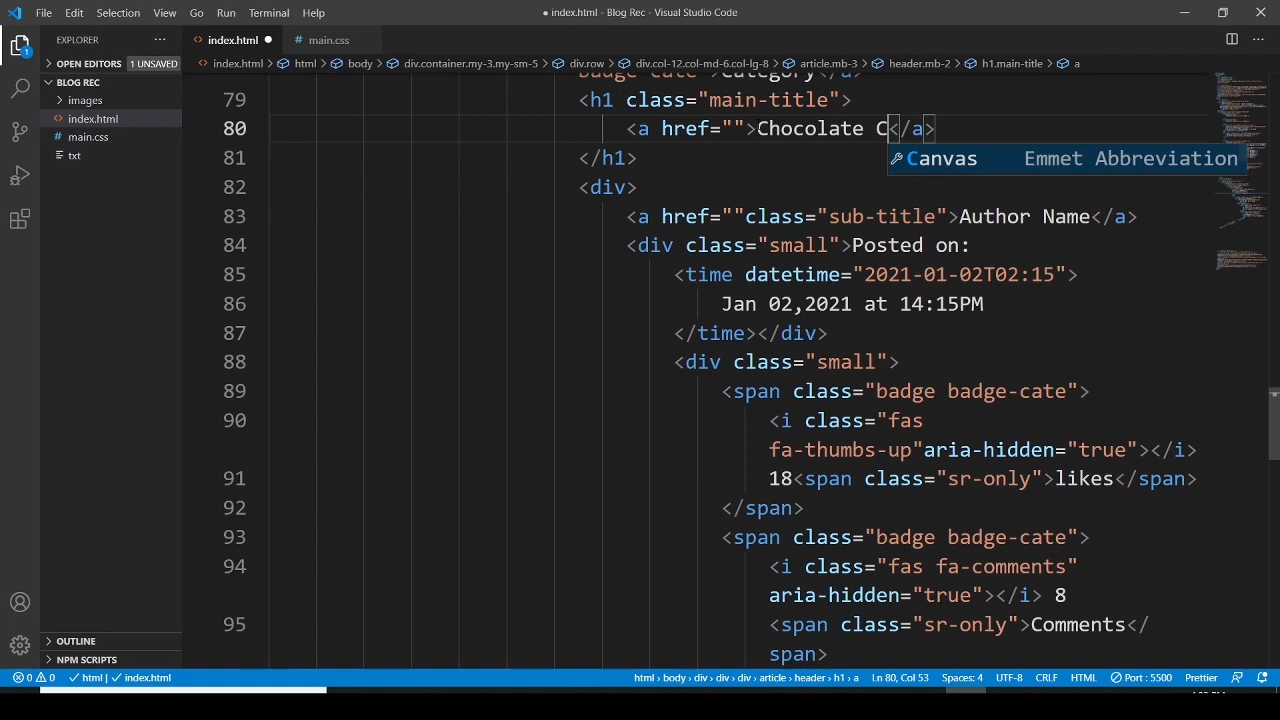 File Edit Selection View Go Run Terminal Help
● index.html - Blog Rec - Visual Studio Code
EXPLORER
index.html
main.css
OPEN EDITORS 1 UNSAVED
index.html > html > body > div.container.my-3.my-sm-5 > div.row > div.col-12.col-md-6.col-lg-8 > article.mb-3 > header.mb-2 > h1.main-title > a
BLOG REC
images
index.html
main.css
txt
badge-cate">Category</a>
79 <h1 class="main-title">
80 <a href="">Chocolate C</a>
Canvas Emmet Abbreviation
81 </h1>
82 <div>
83 <a href=""class="sub-title">Author Name</a>
84 <div class="small">Posted on:
85 <time datetime="2021-01-02T02:15">
86 Jan 02,2021 at 14:15PM
87 </time></div>
88 <div class="small">
89 <span class="badge badge-cate">
90 <i class="fas
fa-thumbs-up"aria-hidden="true"></i>
91 18<span class="sr-only">likes</span>
92 </span>
93 <span class="badge badge-cate">
94 <i class="fas fa-comments"
aria-hidden="true"></i> 8
95 <span class="sr-only">Comments</
span>
1
OUTLINE
NPM SCRIPTS
0 0 html | index.html
html > body > div > div > div > article > header > h1 > a Ln 80, Col 53 Spaces: 4 UTF-8 CRLF HTML Port : 5500 Prettier